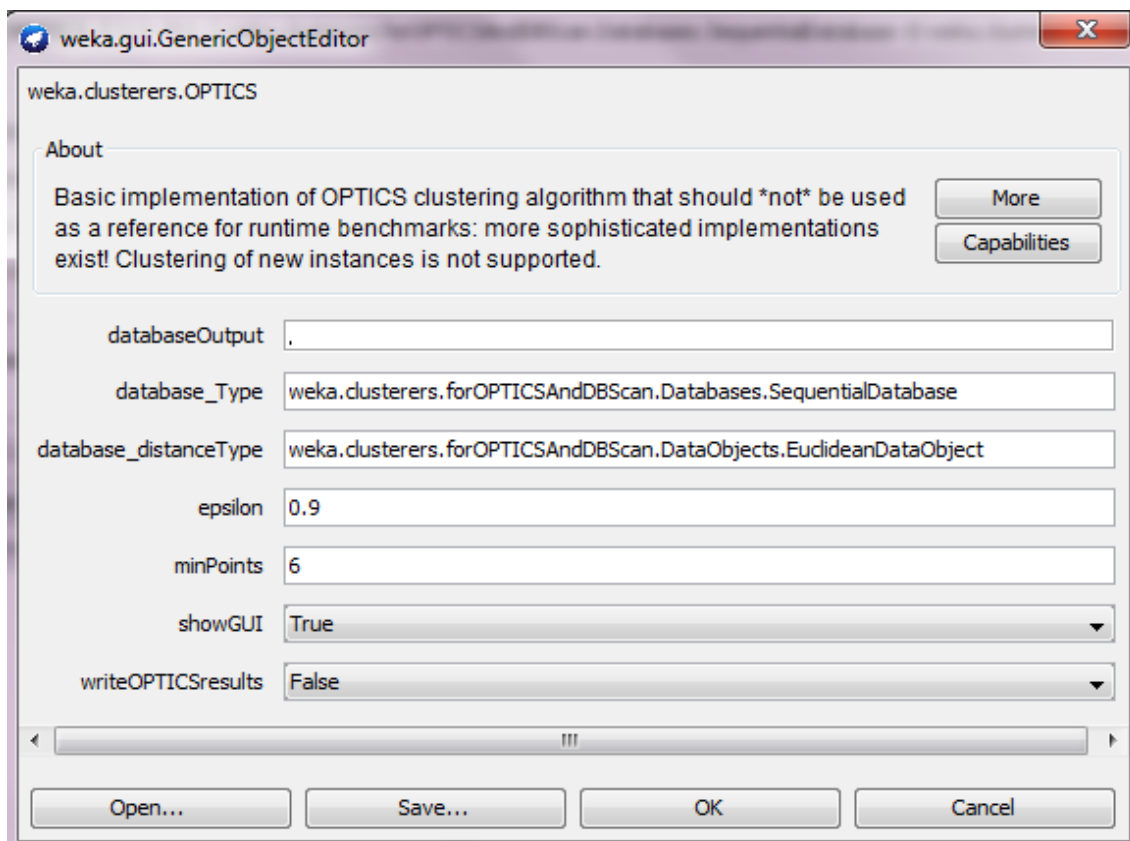 weka.gui.GenericObjectEditor
weka.clusterers.OPTICS
About
Basic implementation of OPTICS clustering algorithm that should *not* be used
as a reference for runtime benchmarks: more sophisticated implementations
exist! Clustering of new instances is not supported.
More
Capabilities
databaseOutput .
database_Type weka.clusterers.forOPTICSAndDBScan.Databases.SequentialDatabase
database_distanceType weka.clusterers.forOPTICSAndDBScan.DataObjects.EuclideanDataObject
epsilon 0.9
minPoints 6
showGUI True
writeOPTICSresults False
Open... Save... OK Cancel